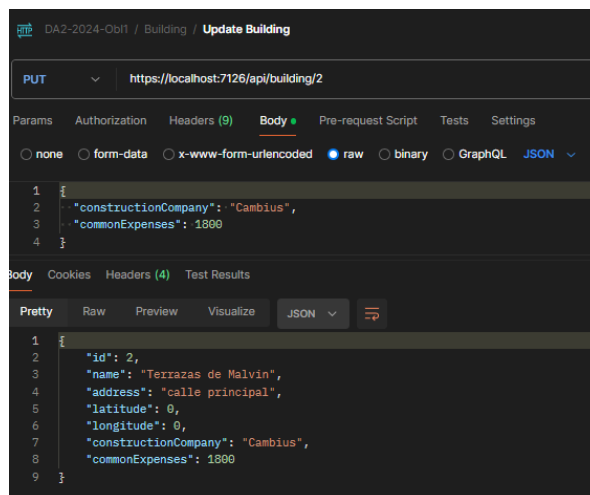 HTTP DA2-2024-Obl1 / Building / Update Building
PUT https://localhost:7126/api/building/2
Params Authorization Headers (9) Body Pre-request Script Tests Settings
none form-data x-www-form-urlencoded raw binary GraphQL JSON
1 {
2 "constructionCompany": "Cambius",
3 "commonExpenses": 1800
4 }
Body Cookies Headers (4) Test Results
Pretty Raw Preview Visualize JSON
1 {
2 "id": 2,
3 "name": "Terrazas de Malvin",
4 "address": "calle principal",
5 "latitude": 0,
6 "longitude": 0,
7 "constructionCompany": "Cambius",
8 "commonExpenses": 1800
9 }